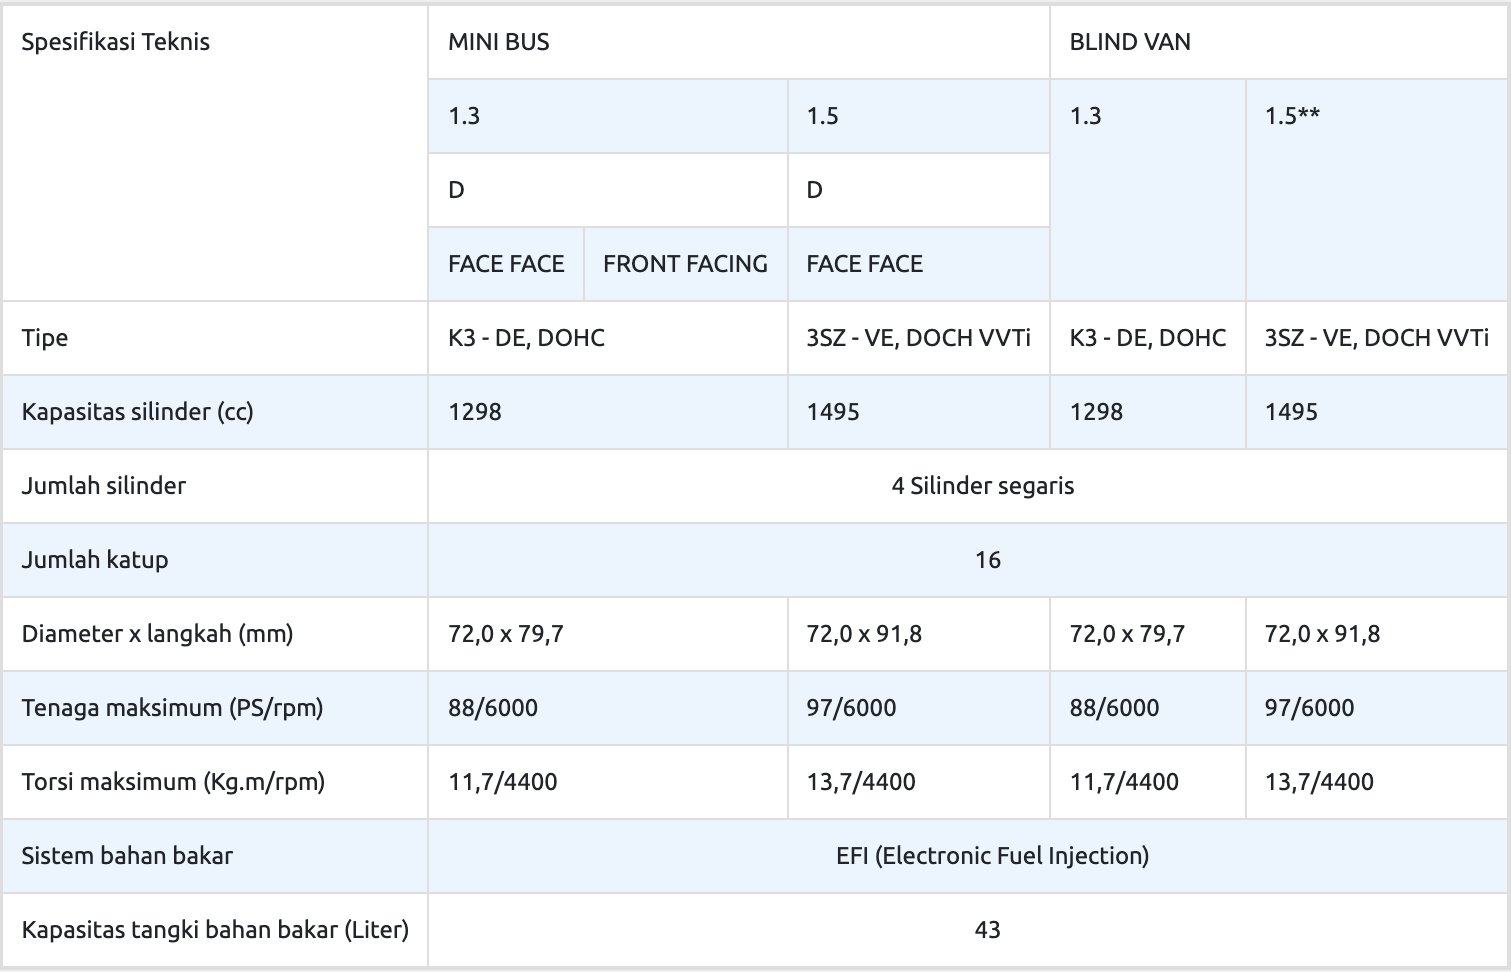 Spesifikasi Teknis MINI BUS BLIND VAN
1.3 1.5 1.3 1.5**
D D
FACE FACE FRONT FACING FACE FACE
Tipe K3 - DE, DOHC 3SZ - VE, DOCH VVTi K3 - DE, DOHC 3SZ - VE, DOCH VVTi
Kapasitas silinder (cc) 1298 1495 1298 1495
Jumlah silinder 4 Silinder segaris
Jumlah katup 16
Diameter x langkah (mm) 72,0 x 79,7 72,0 x 91,8 72,0 x 79,7 72,0 x 91,8
Tenaga maksimum (PS/rpm) 88/6000 97/6000 88/6000 97/6000
Torsi maksimum (Kg.m/rpm) 11,7/4400 13,7/4400 11,7/4400 13,7/4400
Sistem bahan bakar EFI (Electronic Fuel Injection)
Kapasitas tangki bahan bakar (Liter) 43